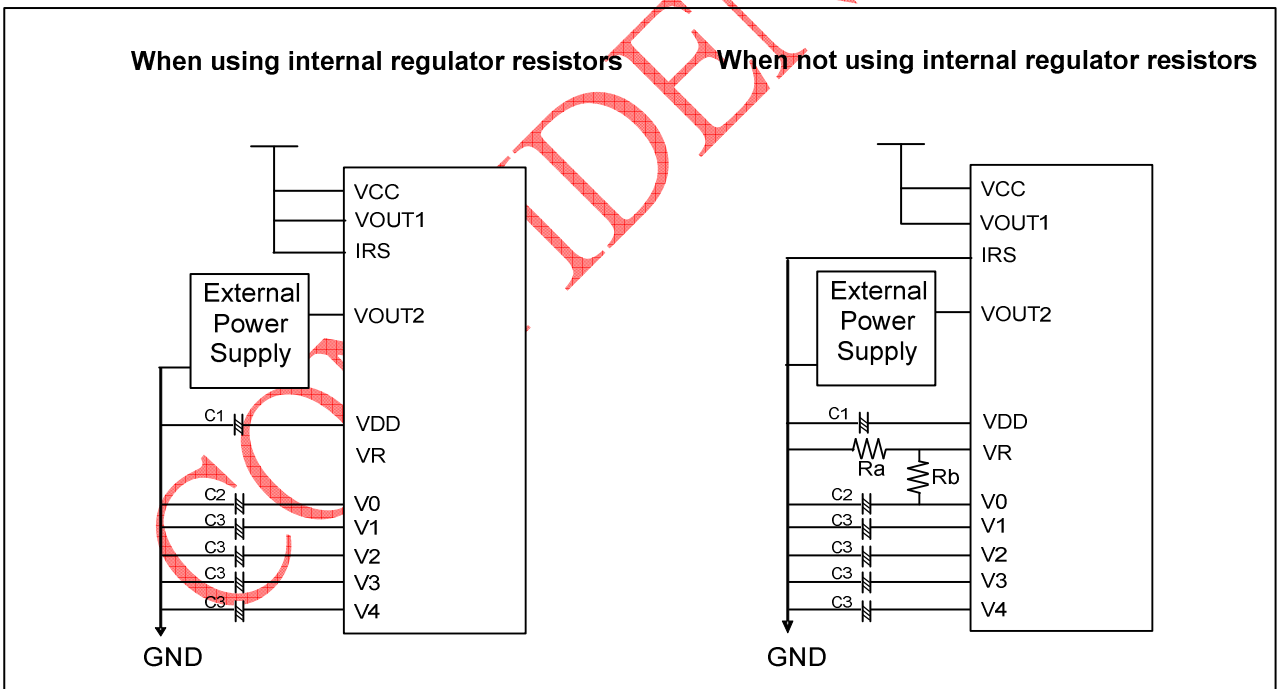 When using internal regulator resistors
VCC
VOUT1
IRS
External
Power
Supply
VOUT2
C1
VDD
VR
C2
V0
C3
V1
C3
V2
C3
V3
C3
V4
GND
When not using internal regulator resistors
VCC
VOUT1
IRS
External
Power
Supply
VOUT2
C1
VDD
Ra
VR
Rb
C2
V0
C3
V1
C3
V2
C3
V3
C3
V4
GND